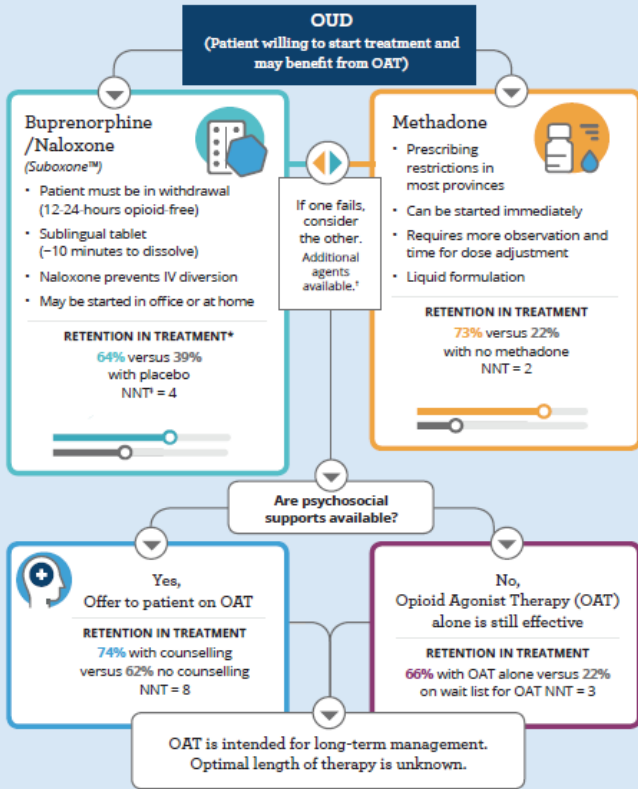 OUD
(Patient willing to start treatment and
may benefit from OAT)
Buprenorphine
/Naloxone
(Suboxone™)
• Patient must be in withdrawal
(12-24-hours opioid-free)
• Sublingual tablet
(~10 minutes to dissolve)
• Naloxone prevents IV diversion
• May be started in office or at home
RETENTION IN TREATMENT*
64% versus 39%
with placebo
NNT‡ = 4
If one fails,
consider
the other.
Additional
agents
available.†
Methadone
• Prescribing
restrictions in
most provinces
• Can be started immediately
• Requires more observation and
time for dose adjustment
• Liquid formulation
RETENTION IN TREATMENT
73% versus 22%
with no methadone
NNT = 2
Are psychosocial
supports available?
Yes,
Offer to patient on OAT
RETENTION IN TREATMENT
74% with counselling
versus 62% no counselling
NNT = 8
No,
Opioid Agonist Therapy (OAT)
alone is still effective
RETENTION IN TREATMENT
66% with OAT alone versus 22%
on wait list for OAT NNT = 3
OAT is intended for long-term management.
Optimal length of therapy is unknown.